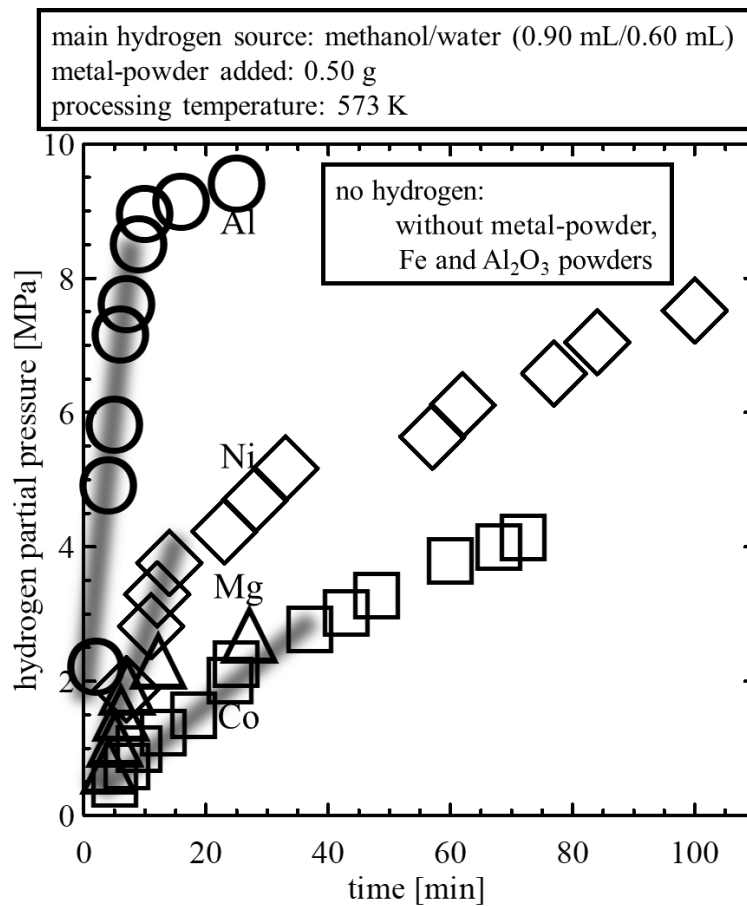 main hydrogen source: methanol/water (0.90 mL/0.60 mL)
metal-powder added: 0.50 g
processing temperature: 573 K
no hydrogen:
without metal-powder,
Fe and Al₂O₃ powders
Al
Ni
Mg
Co
hydrogen partial pressure [MPa]
10
8
6
4
2
0
0 20 40 60 80 100
time [min]